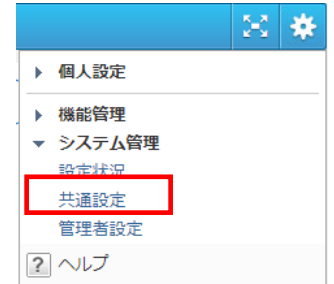 個人設定
機能管理
システム管理
設定状況
共通設定
管理者設定
? ヘルプ